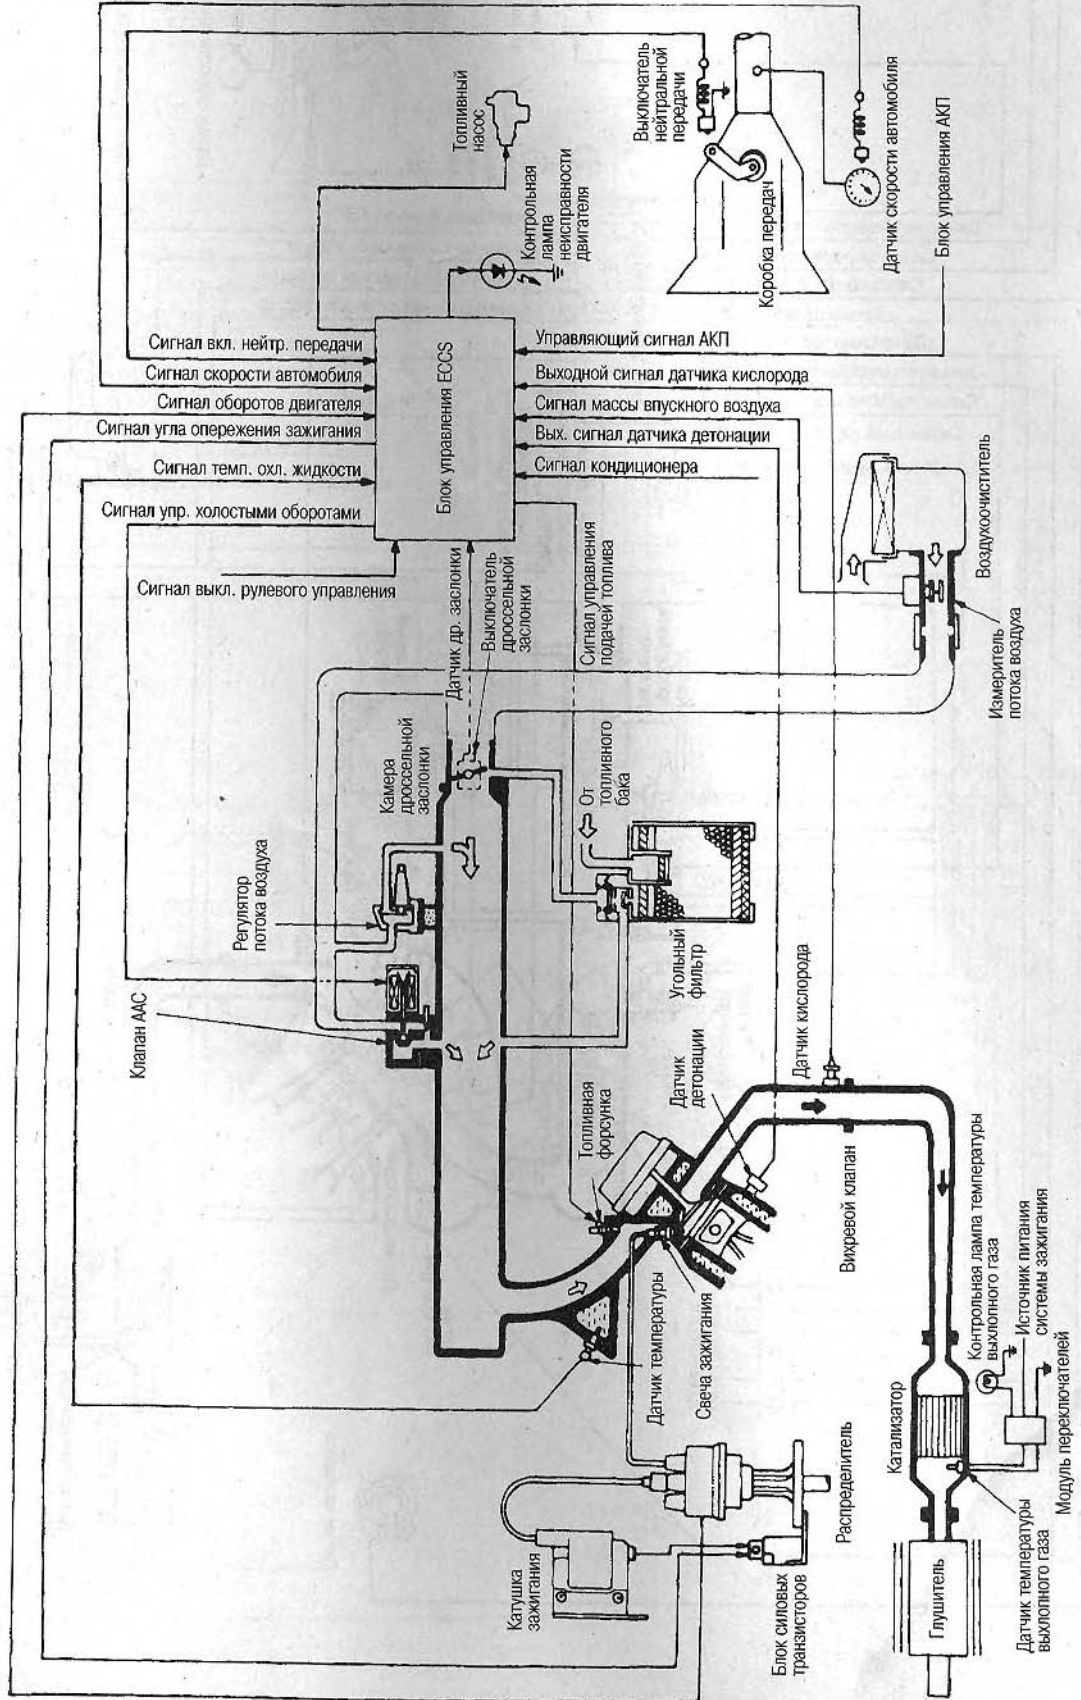 Топливный
насос
Контрольная
лампа
неисправности
двигателя
Выключатель
нейтральной
передачи
Коробка передач
Датчик скорости автомобиля
Блок управления АКП
Сигнал вкл. нейтр. передачи
Сигнал скорости автомобиля
Сигнал оборотов двигателя
Сигнал угла опережения зажигания
Сигнал темп. охл. жидкости
Сигнал упр. холостыми оборотами
Сигнал выкл. рулевого управления
Блок управления ECCS
Управляющий сигнал АКП
Выходной сигнал датчика кислорода
Сигнал массы впускного воздуха
Вых. сигнал датчика детонации
Сигнал кондиционера
Датчик др. заслонки
Выключатель
дроссельной
заслонки
Сигнал управления
подачей топлива
Воздухоочиститель
Измеритель
потока воздуха
Камера
дроссельной
заслонки
От
топливного
бака
Регулятор
потока воздуха
Клапан ААС
Угольный
фильтр
Топливная
форсунка
Датчик
детонации
Датчик кислорода
Вихревой клапан
Датчик температуры
Свеча зажигания
Контрольная лампа температуры
выхлопного газа
Источник питания
системы зажигания
Модуль переключателей
Катализатор
Распределитель
Катушка
зажигания
Блок силовых
транзисторов
Глушитель
Датчик температуры
выхлопного газа